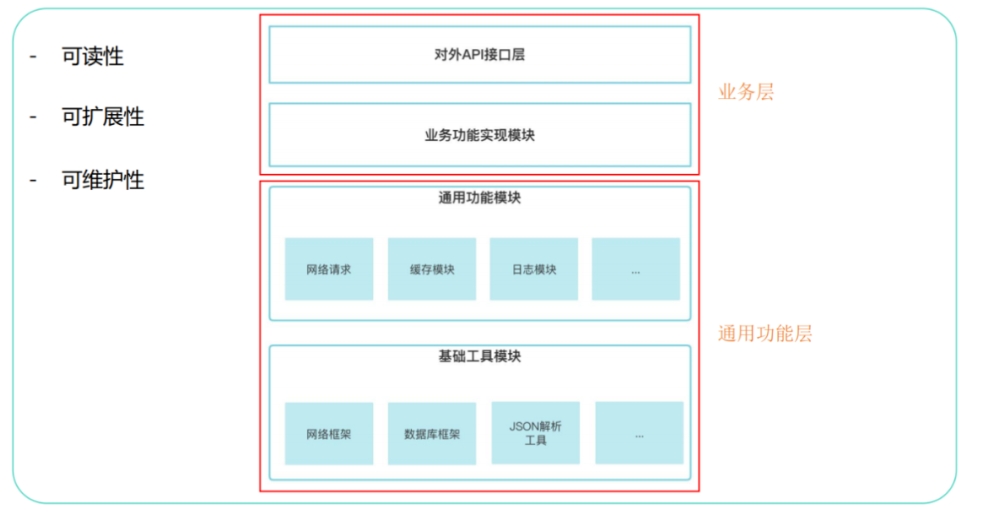 - 可读性
- 可扩展性
- 可维护性
对外API接口层
业务功能实现模块
业务层
通用功能模块
网络请求
缓存模块
日志模块
...
通用功能层
基础工具模块
网络框架
数据库框架
JSON解析
工具
...